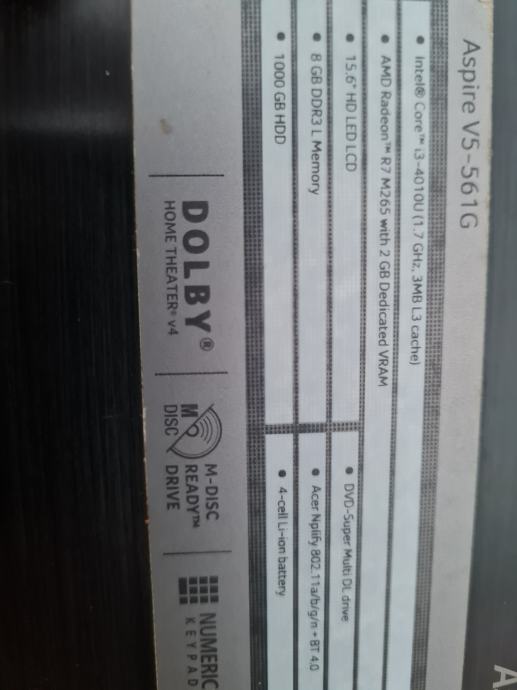 Aspire V5-561G
• Intel® Core™ i3-4010U (1.7 GHz, 3MB L3 cache)
• AMD Radeon™ R7 M265 with 2 GB Dedicated VRAM
• 15.6" HD LED LCD
• DVD-Super Multi DL drive
• 8 GB DDR3 L Memory
• Acer Nplify 802.11a/b/g/n + BT 4.0
• 1000 GB HDD
• 4-cell Li-ion battery
DOLBY®
HOME THEATER® v4
M
DISC
M-DISC
READY™
DRIVE
NUMERIC
KEYPAD
A